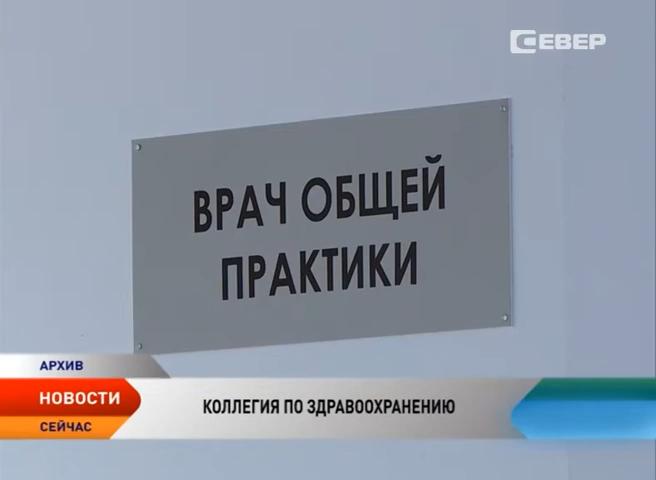 СЕВЕР
ВРАЧ ОБЩЕЙ
ПРАКТИКИ
АРХИВ
НОВОСТИ
КОЛЛЕГИЯ ПО ЗДРАВООХРАНЕНИЮ
СЕЙЧАС